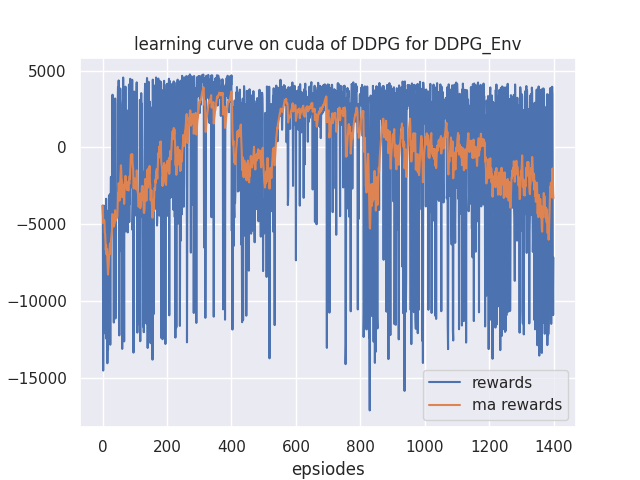 learning curve on cuda of DDPG for DDPG_Env
5000
0
−5000
−10000
−15000
0 200 400 600 800 1000 1200 1400
epsiodes
rewards
ma rewards